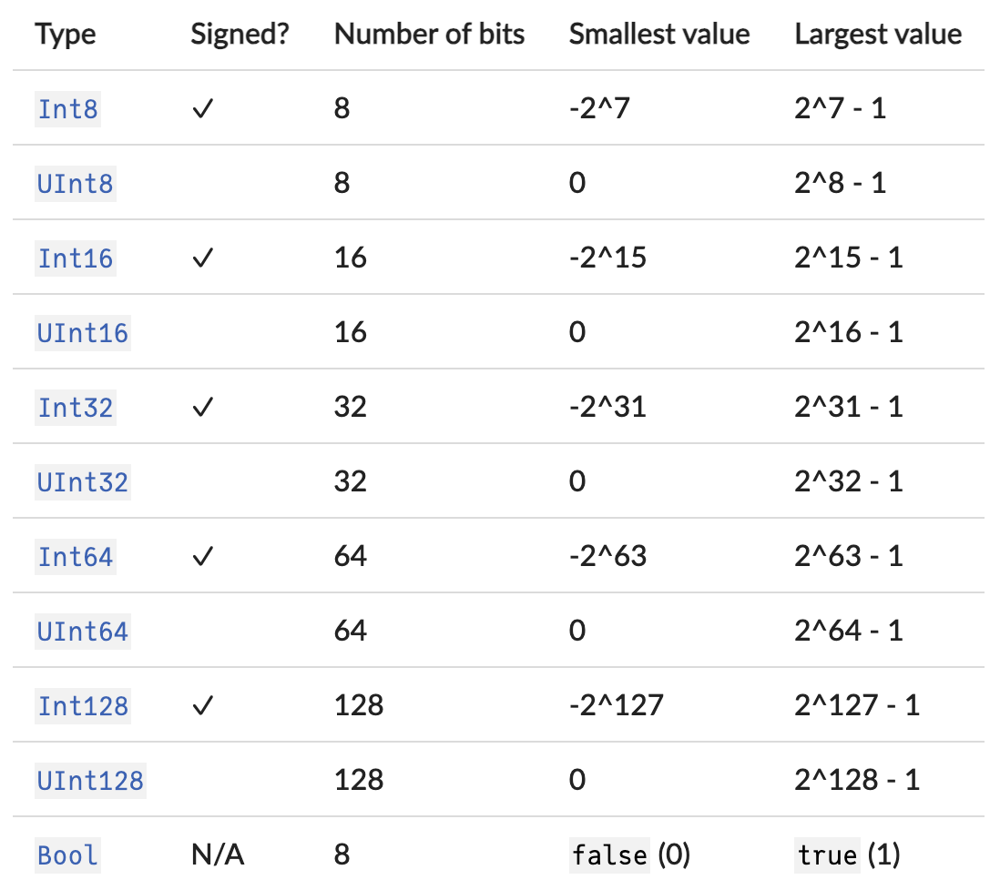 Type Signed? Number of bits Smallest value Largest value
Int8 ✓ 8 -2^7 2^7 - 1
UInt8 8 0 2^8 - 1
Int16 ✓ 16 -2^15 2^15 - 1
UInt16 16 0 2^16 - 1
Int32 ✓ 32 -2^31 2^31 - 1
UInt32 32 0 2^32 - 1
Int64 ✓ 64 -2^63 2^63 - 1
UInt64 64 0 2^64 - 1
Int128 ✓ 128 -2^127 2^127 - 1
UInt128 128 0 2^128 - 1
Bool N/A 8 false (0) true (1)